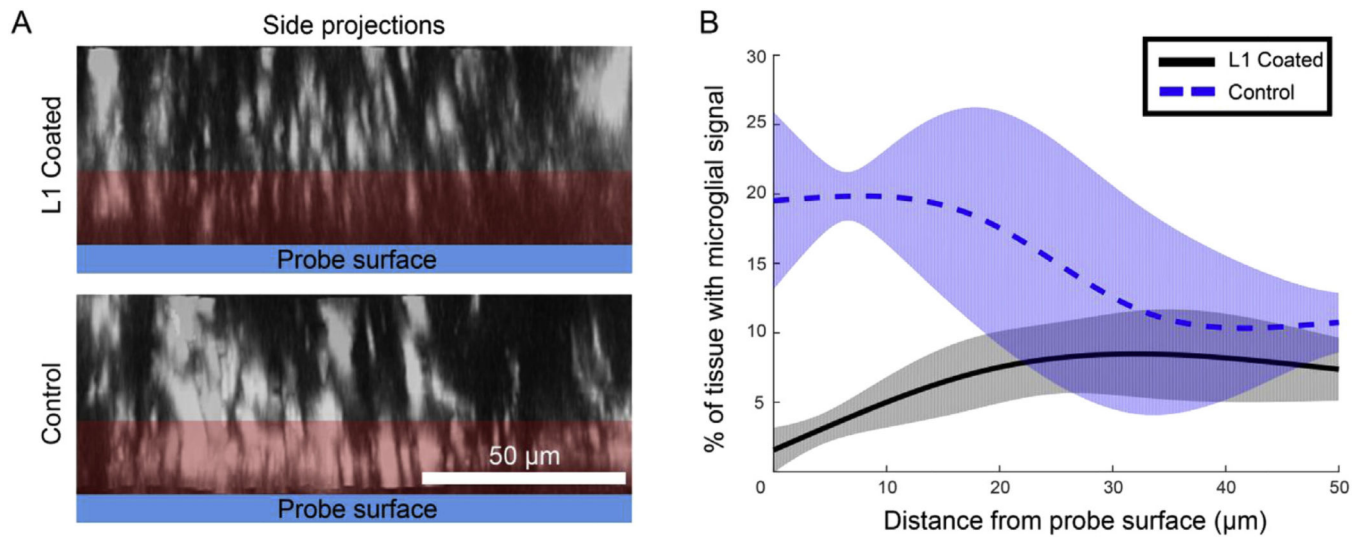 A
Side projections
L1 Coated
Probe surface
Control
50 µm
Probe surface
B
% of tissue with microglial signal
30
25
20
15
10
5
0
10
20
30
40
50
Distance from probe surface (µm)
L1 Coated
Control